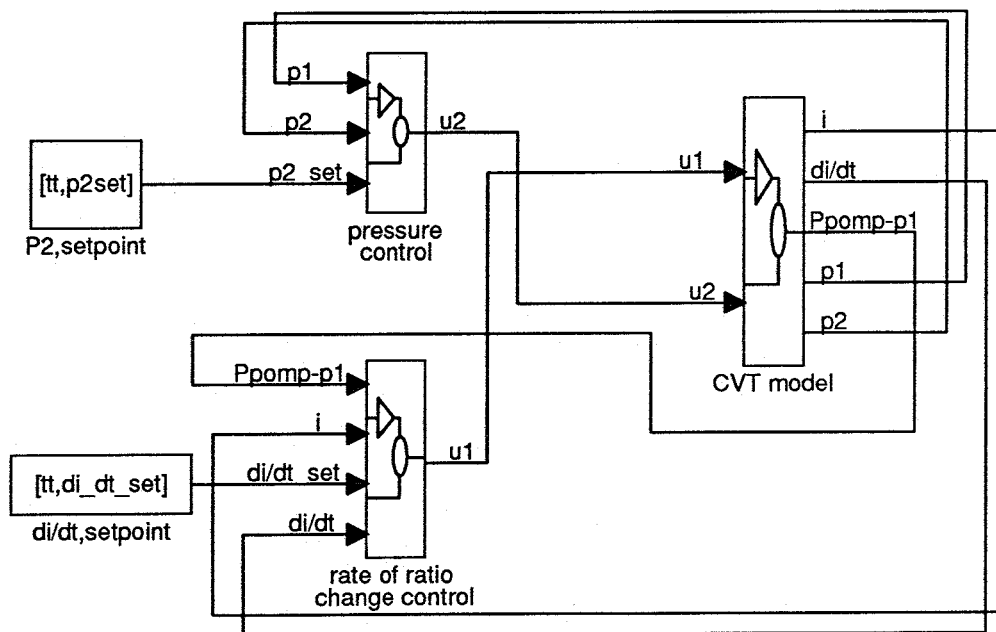 p1
p2
p2_set
u2
[tt,p2set]
P2,setpoint
pressure
control
u1
u2
i
di/dt
Ppomp-p1
p1
p2
CVT model
Ppomp-p1
i
di/dt_set
di/dt
u1
[tt,di_dt_set]
di/dt,setpoint
rate of ratio
change control